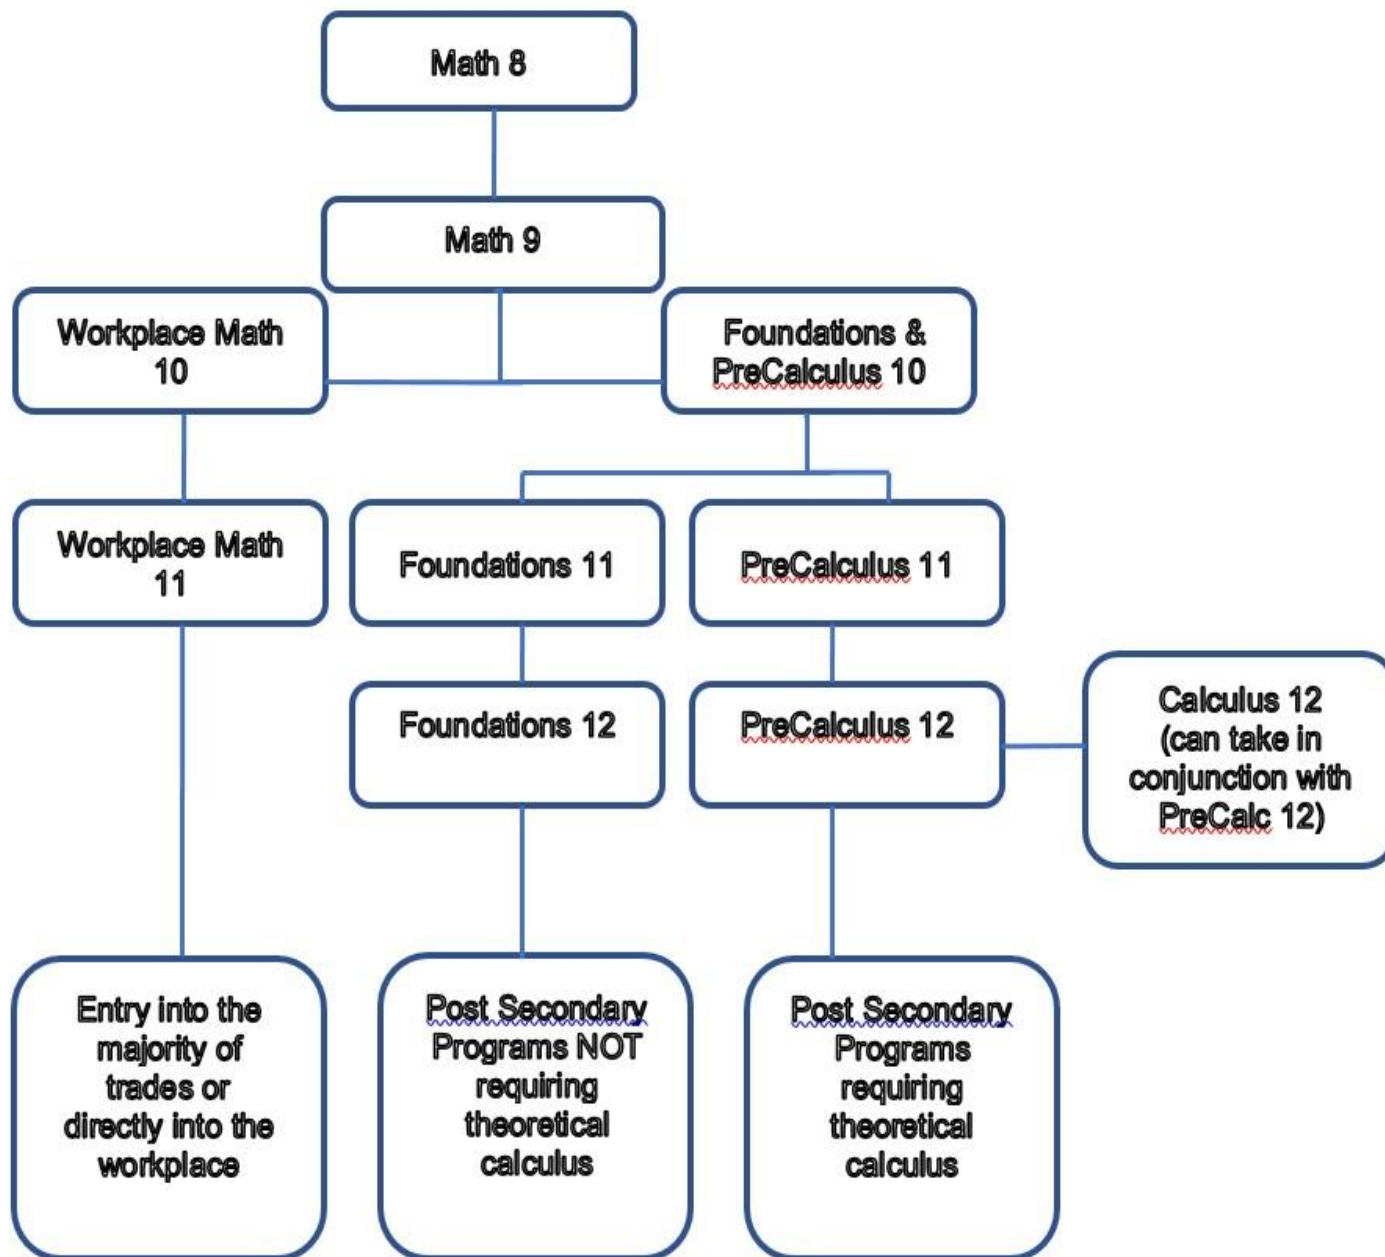 Math 8
Math 9
Workplace Math
10
Foundations &
PreCalculus 10
Workplace Math
11
Foundations 11
PreCalculus 11
Foundations 12
PreCalculus 12
Calculus 12
(can take in
conjunction with
PreCalc 12)
Entry into the
majority of
trades or
directly into the
workplace
Post Secondary
Programs NOT
requiring
theoretical
calculus
Post Secondary
Programs
requiring
theoretical
calculus